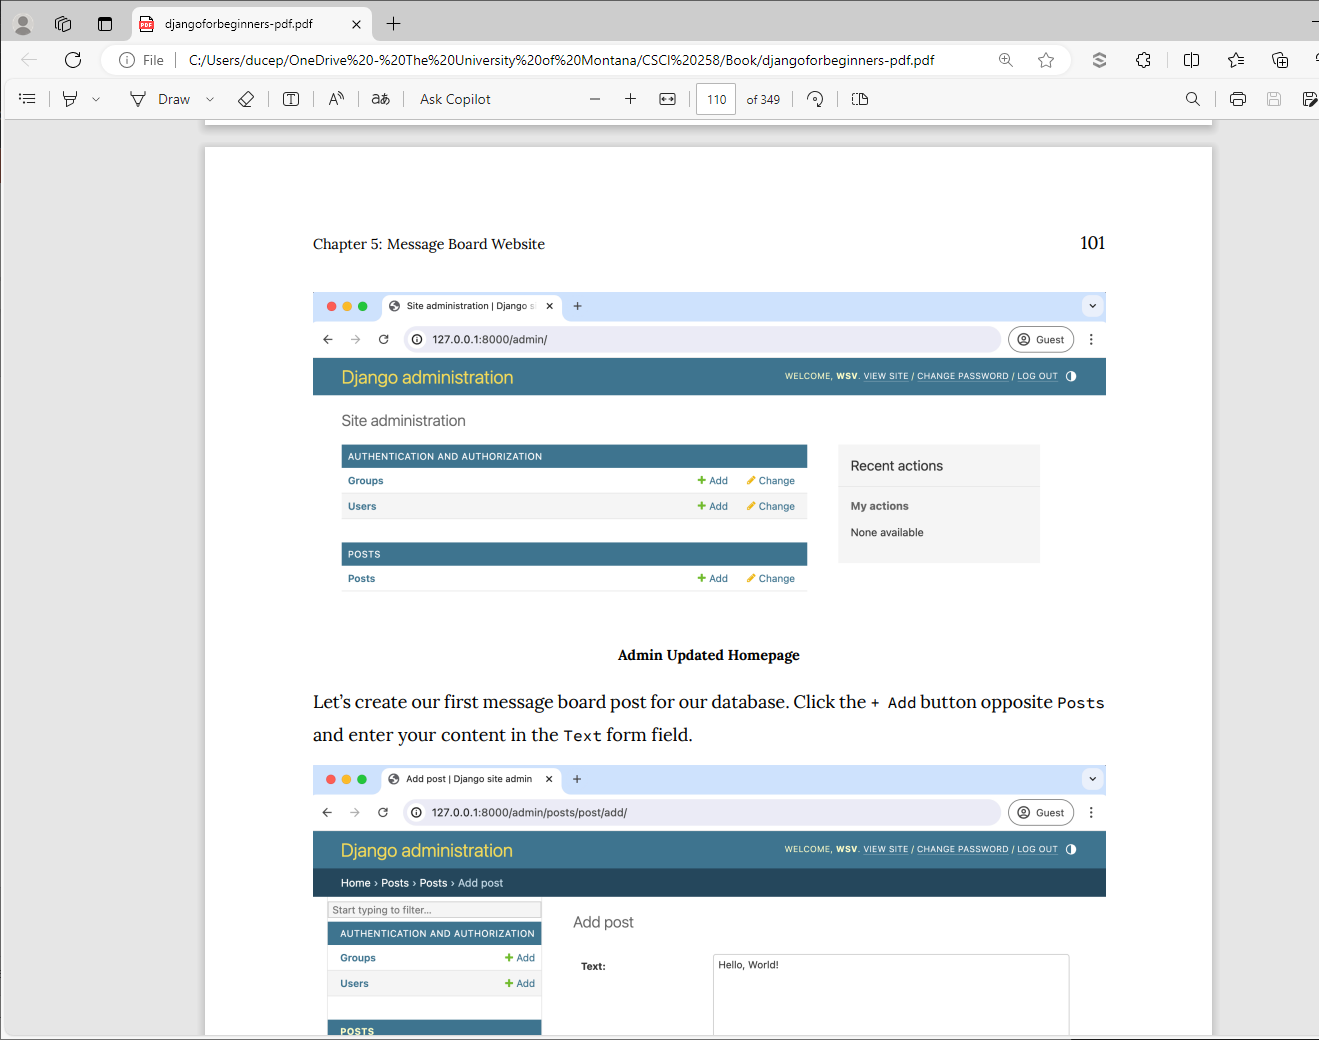 djangoforbeginners-pdf.pdf
File
C:/Users/ducep/OneDrive%20-%20The%20University%20of%20Montana/CSCI%20258/Book/djangoforbeginners-pdf.pdf
Draw
Ask Copilot
110
of 349
Chapter 5: Message Board Website
101
Site administration | Django s
127.0.0.1:8000/admin/
Guest
Django administration
WELCOME, WSV. VIEW SITE / CHANGE PASSWORD / LOG OUT
Site administration
AUTHENTICATION AND AUTHORIZATION
Groups
+ Add
Change
Users
+ Add
Change
POSTS
Posts
+ Add
Change
Recent actions
My actions
None available
Admin Updated Homepage
Let's create our first message board post for our database. Click the + Add button opposite Posts
and enter your content in the Text form field.
Add post | Django site admin
127.0.0.1:8000/admin/posts/post/add/
Guest
Django administration
WELCOME, WSV. VIEW SITE / CHANGE PASSWORD / LOG OUT
Home › Posts › Posts › Add post
Start typing to filter...
AUTHENTICATION AND AUTHORIZATION
Groups
+ Add
Users
+ Add
POSTS
Add post
Text:
Hello, World!